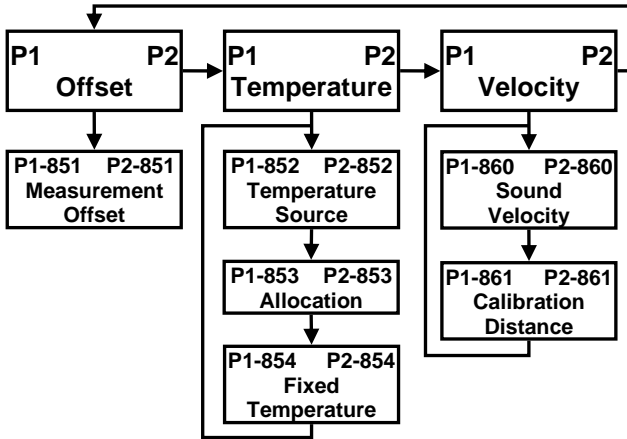 P1 P2
Offset
P1 P2
Temperature
P1 P2
Velocity
P1-851 P2-851
Measurement
Offset
P1-852 P2-852
Temperature
Source
P1-853 P2-853
Allocation
P1-854 P2-854
Fixed
Temperature
P1-860 P2-860
Sound
Velocity
P1-861 P2-861
Calibration
Distance